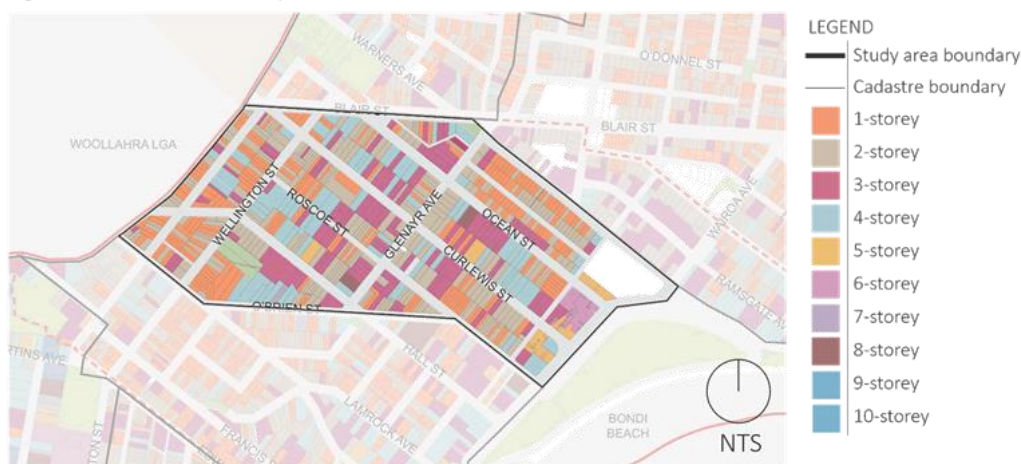 WARNERS AVE
O'DONNEL ST
BLAIR ST
BLAIR ST
WOOLLAHRA LGA
WELLINGTON ST
ROSCOE ST
GLENAYR AVE
OCEAN ST
CURLEWIS ST
WAIROA AVE
RAMSGATE AVE
O'BRIEN ST
HALL ST
LAMROCK AVE
FRANCIS
BONDI
BEACH
NTS
LEGEND
Study area boundary
Cadastre boundary
1-storey
2-storey
3-storey
4-storey
5-storey
6-storey
7-storey
8-storey
9-storey
10-storey